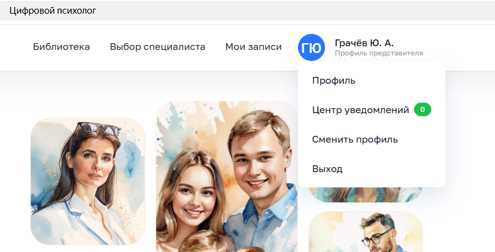 Цифровой психолог
Библиотека Выбор специалиста Мои записи ГЮ Грачёв Ю. А.
Профиль представителя
Профиль
Центр уведомлений 0
Сменить профиль
Выход